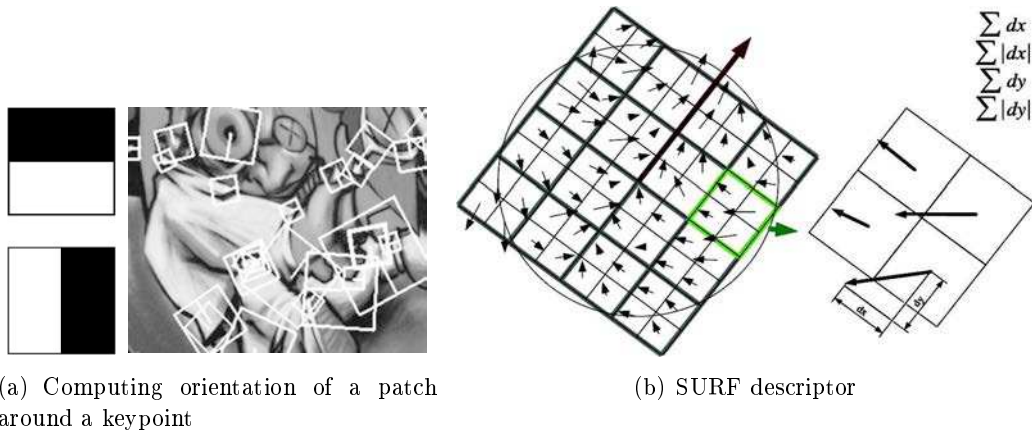 ∑ dx
∑ |dx|
∑ dy
∑ |dy|
dx
dy
(a) Computing orientation of a patch
around a keypoint
(b) SURF descriptor